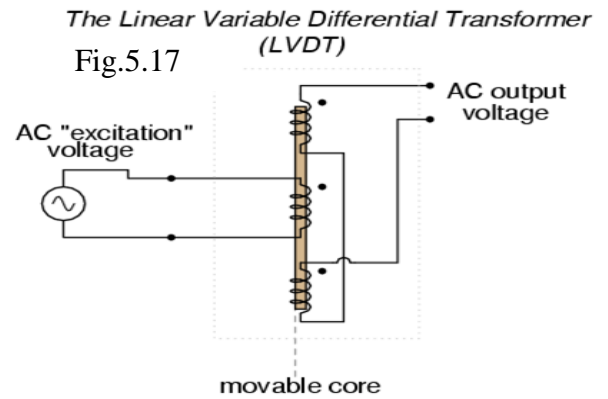 The Linear Variable Differential Transformer
(LVDT)
Fig.5.17
AC output
voltage
AC "excitation"
voltage
movable core